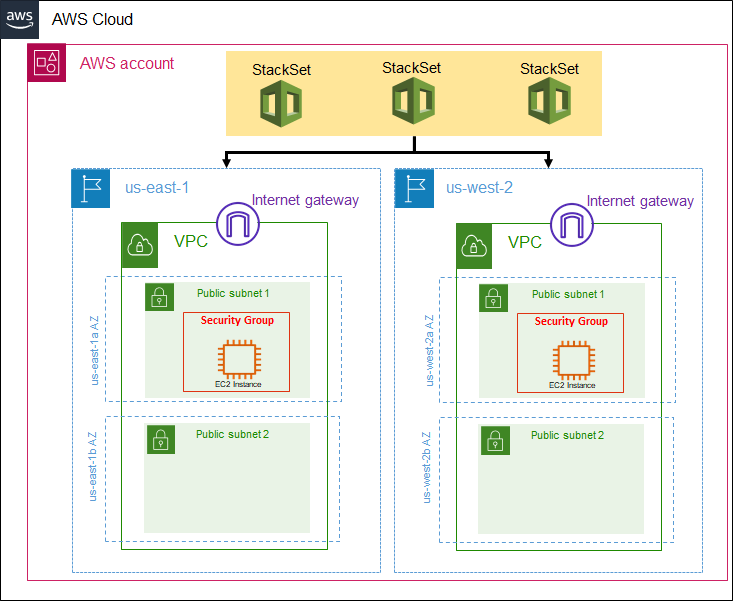 aws
AWS Cloud
AWS account
StackSet
StackSet
StackSet
us-east-1
Internet gateway
VPC
us-east-1a AZ
Public subnet 1
Security Group
EC2 Instance
us-east-1b AZ
Public subnet 2
us-west-2
Internet gateway
VPC
us-west-2a AZ
Public subnet 1
Security Group
EC2 Instance
us-west-2b AZ
Public subnet 2